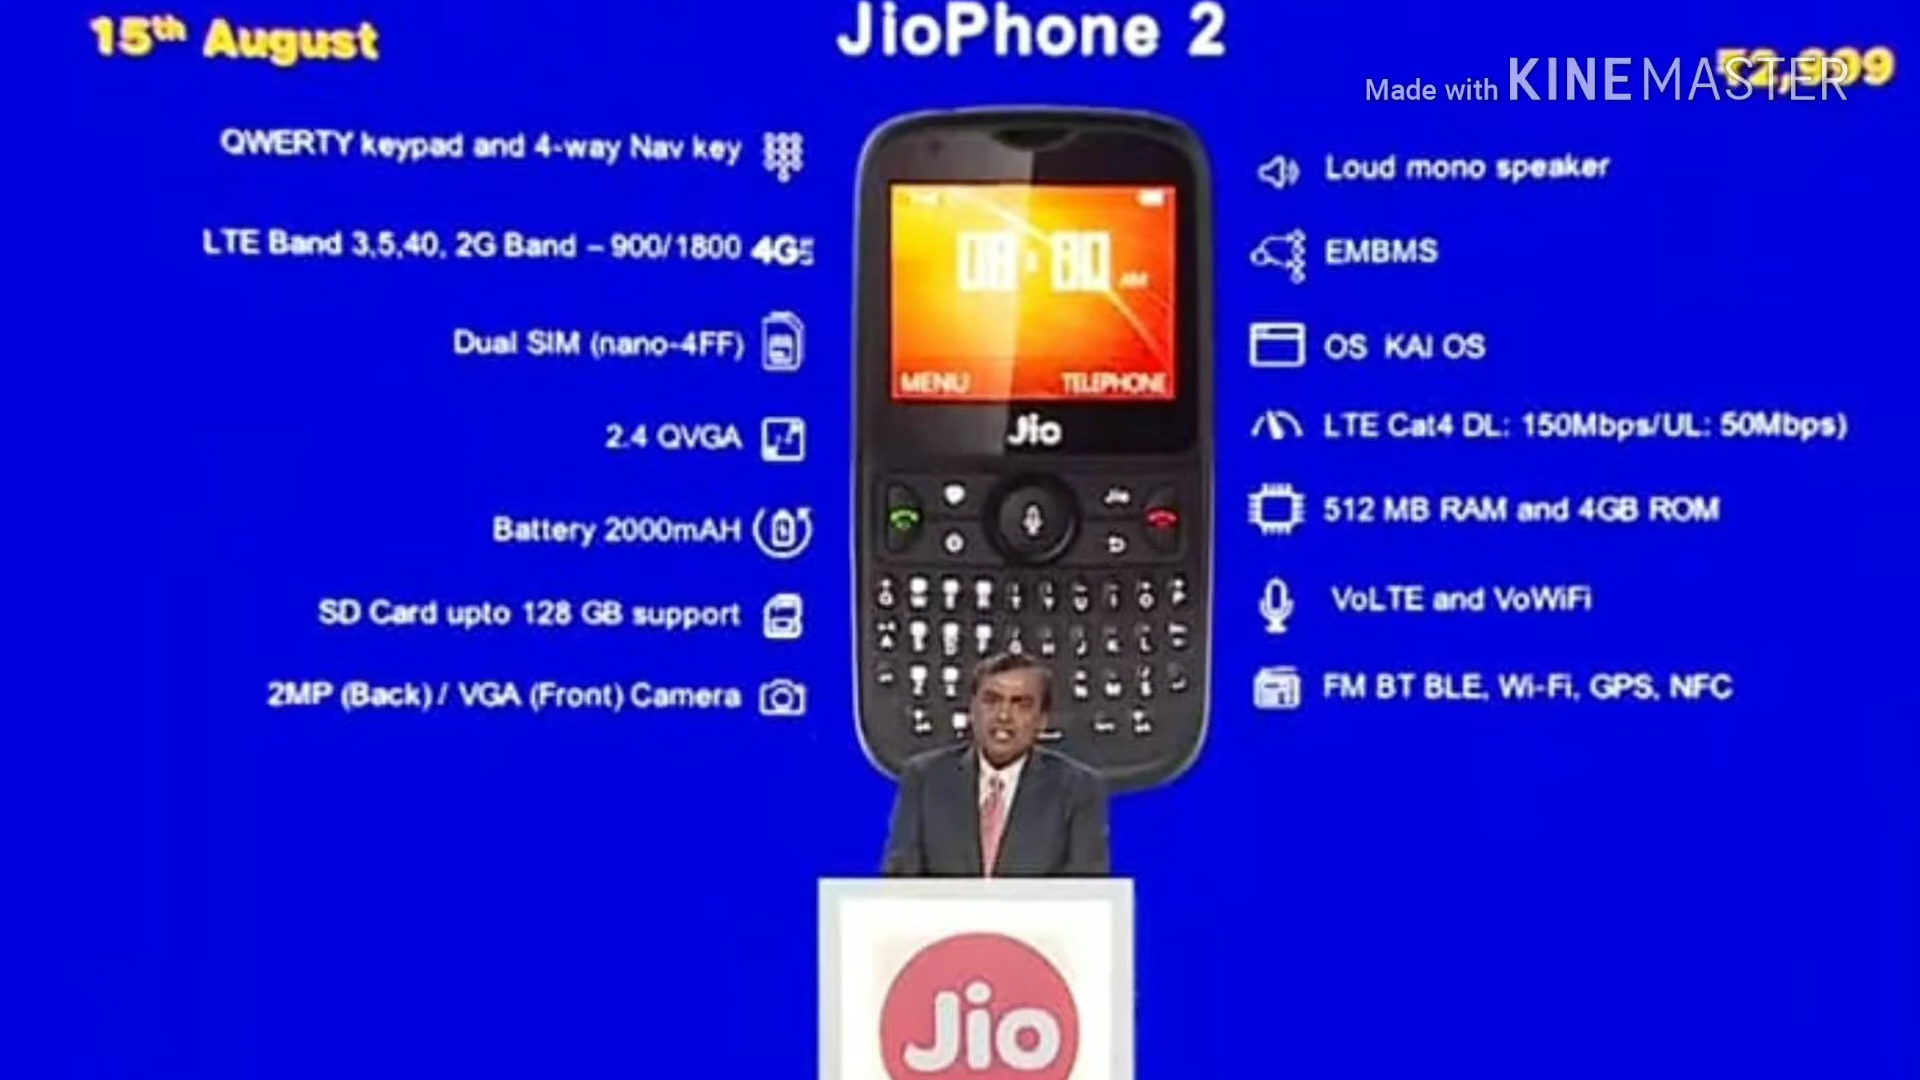 15th August
JioPhone 2
₹2,999
Made with KINEMASTER
QWERTY keypad and 4-way Nav key
LTE Band 3,5,40, 2G Band – 900/1800 4G
Dual SIM (nano-4FF)
2.4 QVGA
Battery 2000mAH
SD Card upto 128 GB support
2MP (Back) / VGA (Front) Camera
AM
MENU TELEPHONE
Jio
Jio
Loud mono speaker
EMBMS
OS KAI OS
LTE Cat4 DL: 150Mbps/UL: 50Mbps)
512 MB RAM and 4GB ROM
VoLTE and VoWiFi
FM BT BLE, Wi-Fi, GPS, NFC
Jio